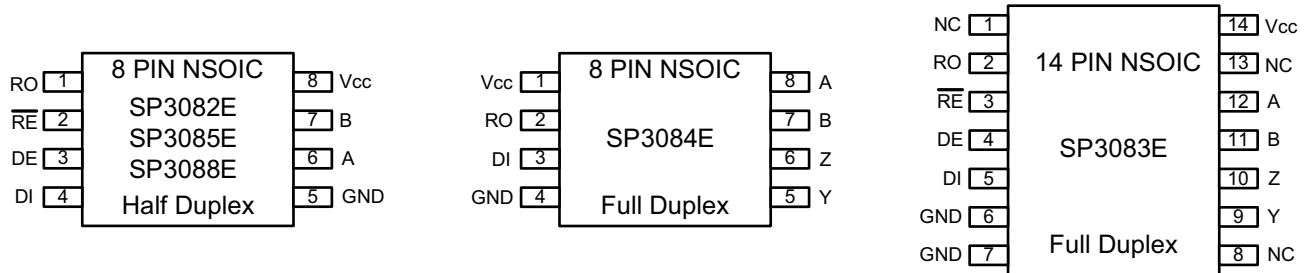 8 PIN NSOIC
SP3082E
SP3085E
SP3088E
Half Duplex
RO 1
RE 2
DE 3
DI 4
8 Vcc
7 B
6 A
5 GND
8 PIN NSOIC
SP3084E
Full Duplex
Vcc 1
RO 2
DI 3
GND 4
8 A
7 B
6 Z
5 Y
14 PIN NSOIC
SP3083E
Full Duplex
NC 1
RO 2
RE 3
DE 4
DI 5
GND 6
GND 7
14 Vcc
13 NC
12 A
11 B
10 Z
9 Y
8 NC